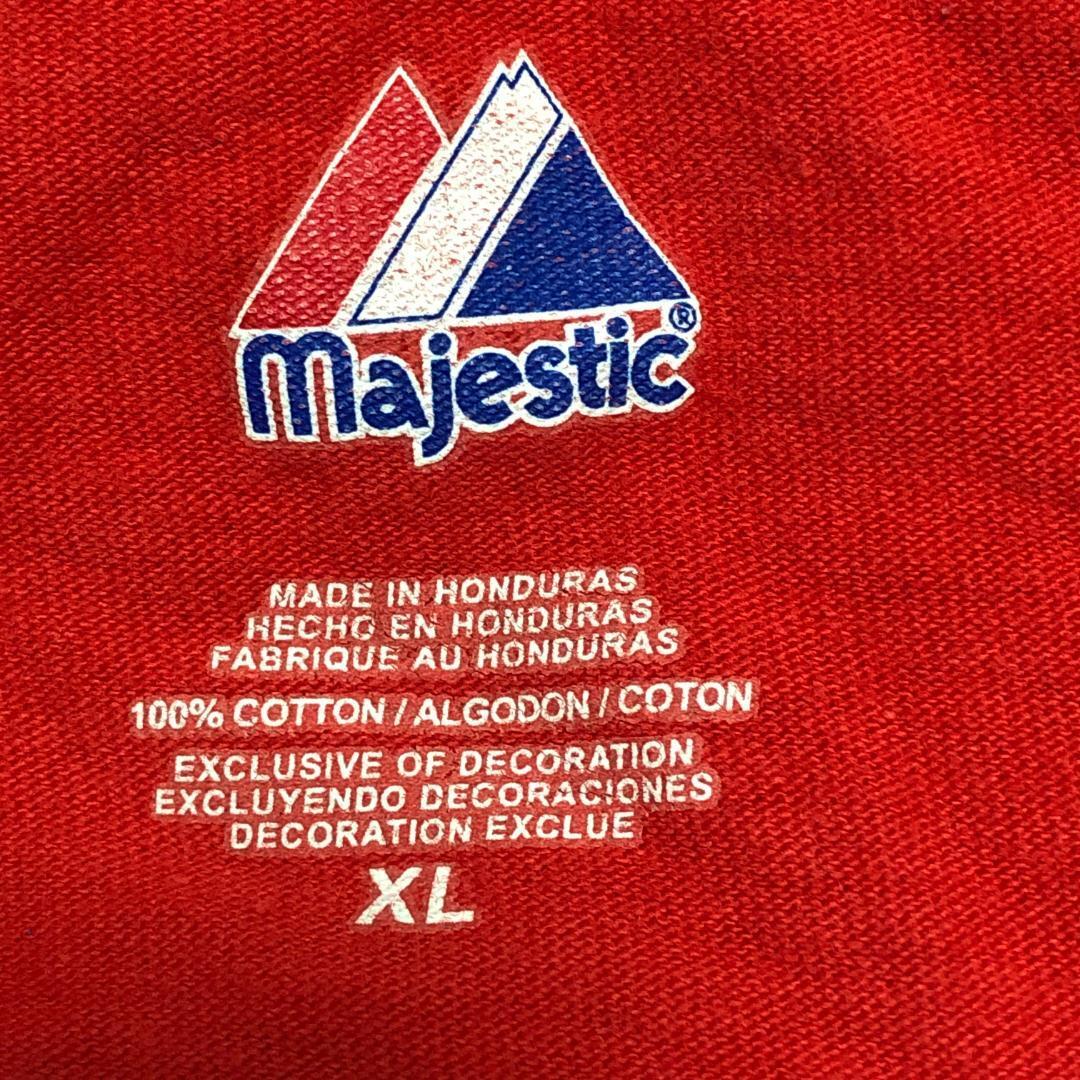 Majestic®
MADE IN HONDURAS
HECHO EN HONDURAS
FABRIQUE AU HONDURAS
100% COTTON / ALGODON / COTON
EXCLUSIVE OF DECORATION
EXCLUYENDO DECORACIONES
DECORATION EXCLUE
XL